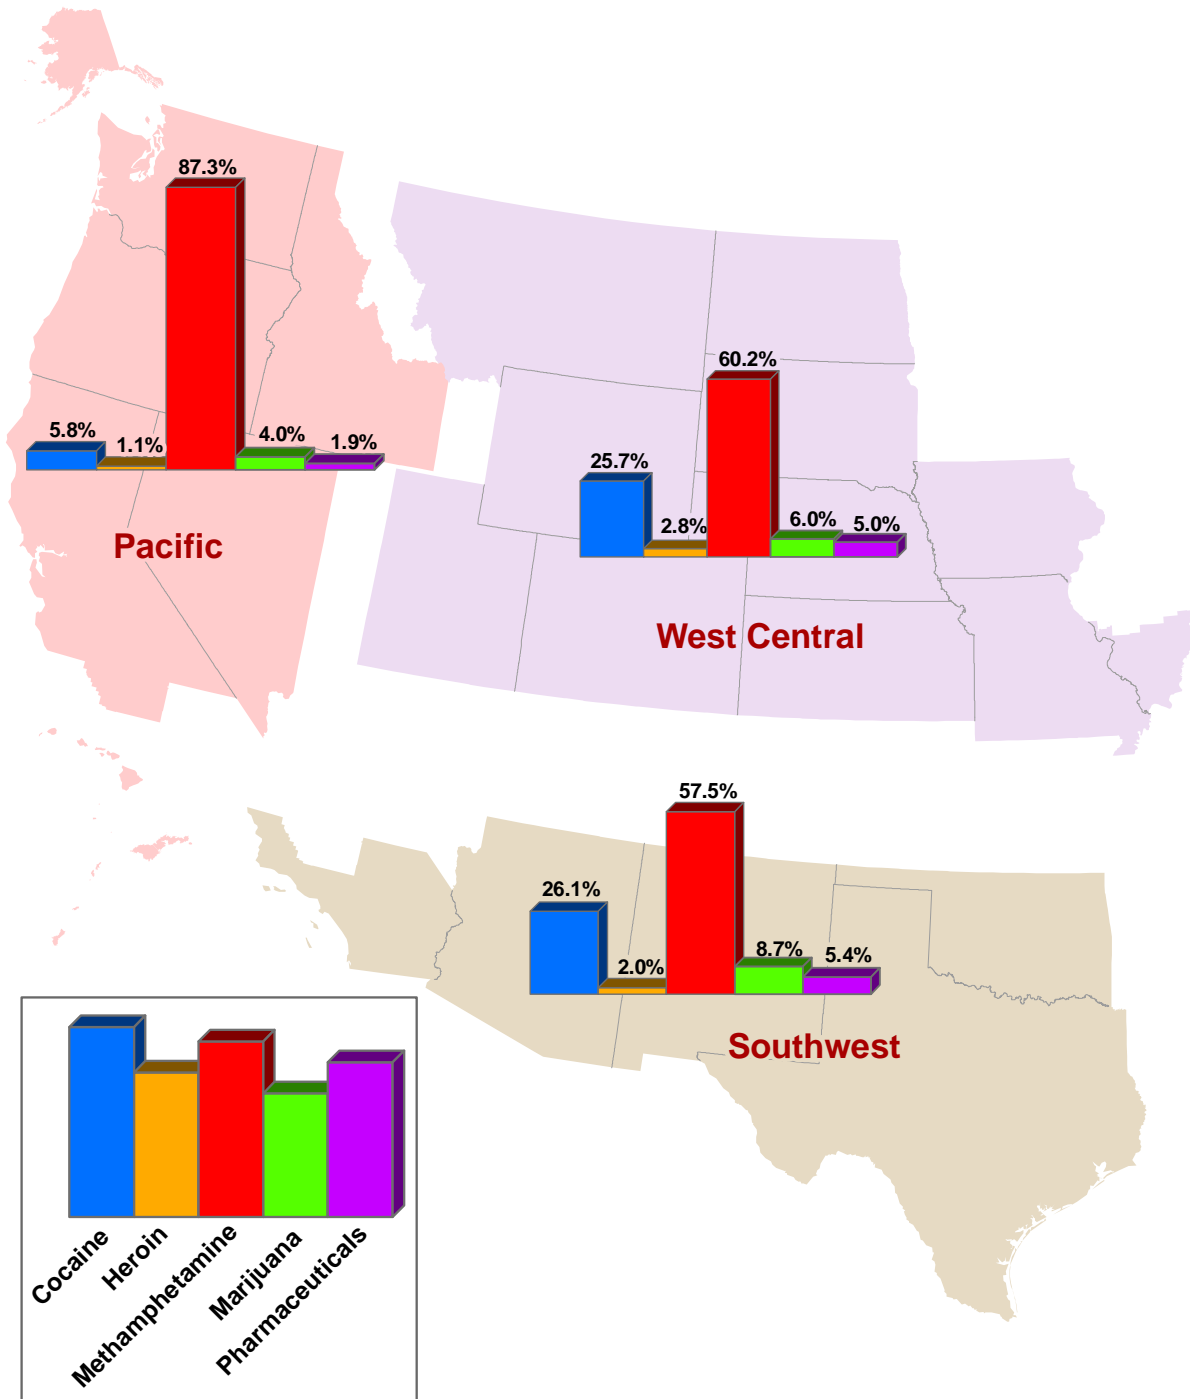 87.3%
5.8%
1.1%
4.0%
1.9%
Pacific
60.2%
25.7%
2.8%
6.0%
5.0%
West Central
57.5%
26.1%
2.0%
8.7%
5.4%
Southwest
Cocaine
Heroin
Methamphetamine
Marijuana
Pharmaceuticals